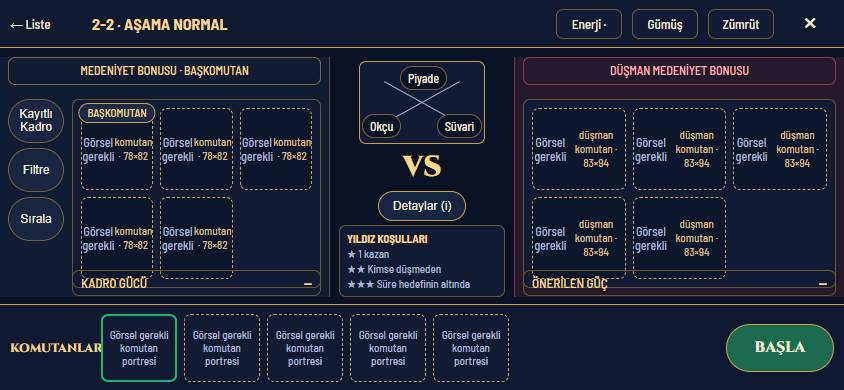 ← Liste
2-2 · AŞAMA NORMAL
Enerji ·
Gümüş
Zümrüt
✕
MEDENİYET BONUSU · BAŞKOMUTAN
Kayıtlı
Kadro
Filtre
Sırala
BAŞKOMUTAN
Görsel gerekli komutan · 78×82
Görsel gerekli komutan · 78×82
Görsel gerekli komutan · 78×82
Görsel gerekli komutan · 78×82
Görsel gerekli komutan · 78×82
KADRO GÜCÜ –
Piyade
Okçu
Süvari
VS
Detaylar (i)
YILDIZ KOŞULLARI
★ 1 kazan
★★ Kimse düşmeden
★★★ Süre hedefinin altında
DÜŞMAN MEDENİYET BONUSU
Görsel gerekli düşman komutan · 83×94
Görsel gerekli düşman komutan · 83×94
Görsel gerekli düşman komutan · 83×94
Görsel gerekli düşman komutan · 83×94
Görsel gerekli düşman komutan · 83×94
ÖNERİLEN GÜÇ –
KOMUTANLAR
Görsel gerekli
komutan
portresi
Görsel gerekli
komutan
portresi
Görsel gerekli
komutan
portresi
Görsel gerekli
komutan
portresi
Görsel gerekli
komutan
portresi
BAŞLA